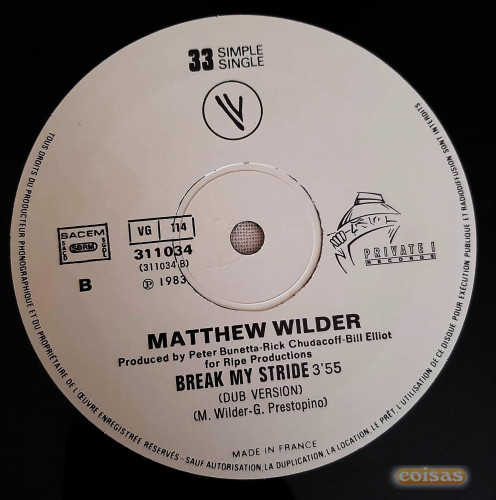 33 SIMPLE
SINGLE
SACEM
SACD
SDRM
SGDL
VG 114
311034
(311034 B)
B
℗ 1983
PRIVATE I
RECORDS
MATTHEW WILDER
Produced by Peter Bunetta-Rick Chudacoff-Bill Elliot
for Ripe Productions
BREAK MY STRIDE 3'55
(DUB VERSION)
(M. Wilder-G. Prestopino)
MADE IN FRANCE
TOUS DROITS DU PRODUCTEUR PHONOGRAPHIQUE ET DU PROPRIÉTAIRE DE L'ŒUVRE ENREGISTRÉE RÉSERVÉS-SAUF AUTORISATION, LA DUPLICATION, LA LOCATION, LE PRÊT, L'UTILISATION DE CE DISQUE POUR EXÉCUTION PUBLIQUE ET RADIODIFFUSION SONT INTERDITS
coisas